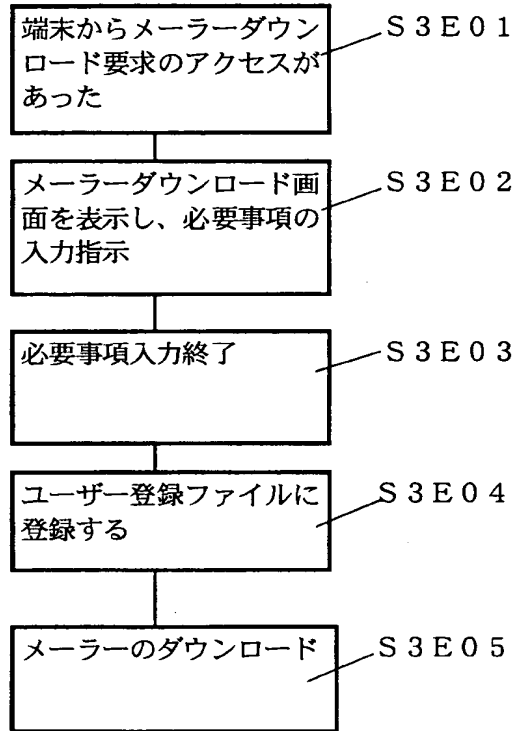 端末からメーラーダウン
ロード要求のアクセスが
あった
S3E01
メーラーダウンロード画
面を表示し、必要事項の
入力指示
S3E02
必要事項入力終了
S3E03
ユーザー登録ファイルに
登録する
S3E04
メーラーのダウンロード
S3E05